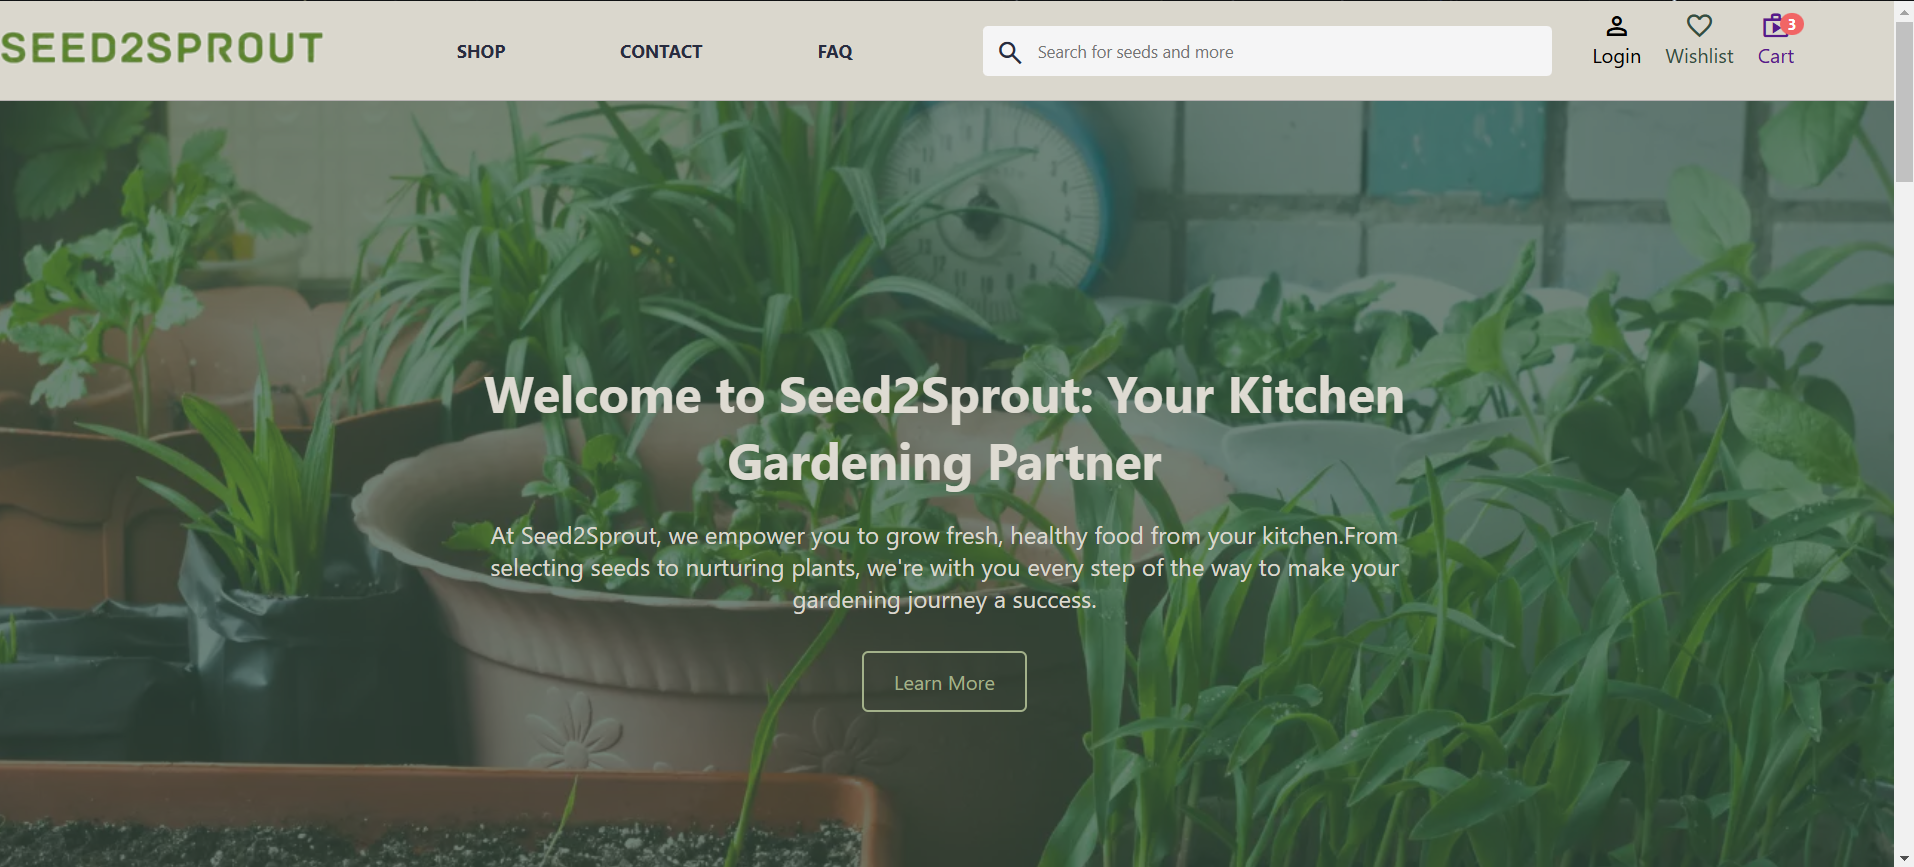 SEED2SPROUT
SHOP
CONTACT
FAQ
Search for seeds and more
Login
Wishlist
3
Cart
Welcome to Seed2Sprout: Your Kitchen
Gardening Partner
At Seed2Sprout, we empower you to grow fresh, healthy food from your kitchen.From
selecting seeds to nurturing plants, we're with you every step of the way to make your
gardening journey a success.
Learn More